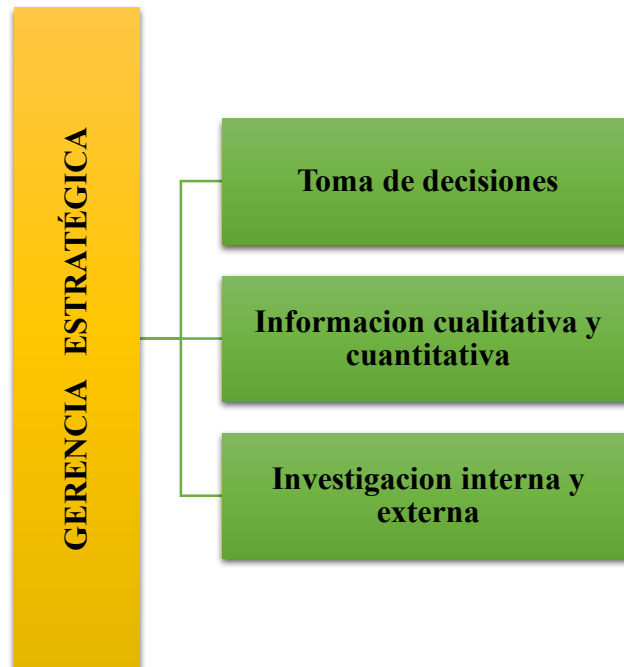 GERENCIA ESTRATÉGICA
Toma de decisiones
Informacion cualitativa y
cuantitativa
Investigacion interna y
externa